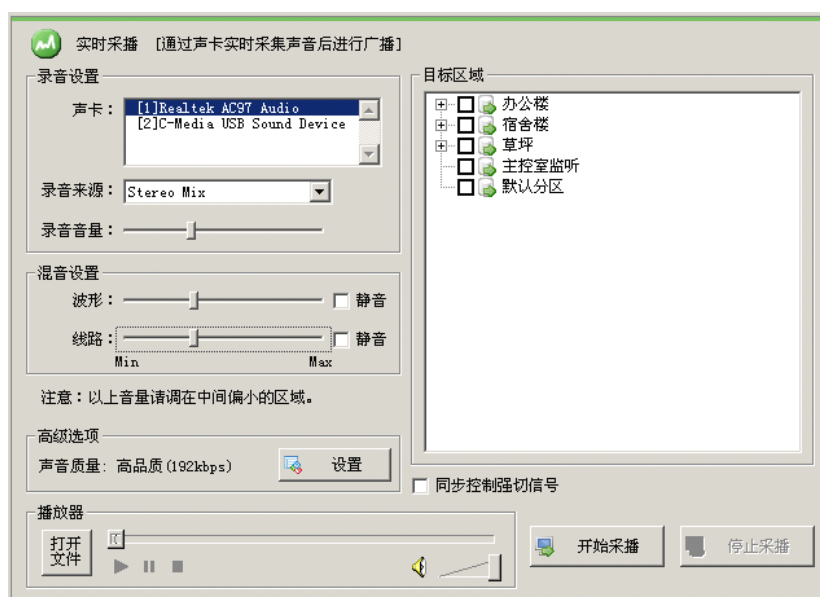 实时采播 [通过声卡实时采集声音后进行广播]
录音设置
声卡：
[1]Realtek AC97 Audio
[2]C-Media USB Sound Device
录音来源：
Stereo Mix
录音音量：
混音设置
波形：
静音
线路：
静音
Min Max
注意：以上音量请调在中间偏小的区域。
高级选项
声音质量: 高品质(192kbps)
设置
目标区域
办公楼
宿舍楼
草坪
主控室监听
默认分区
同步控制强切信号
播放器
打开
文件
开始采播
停止采播